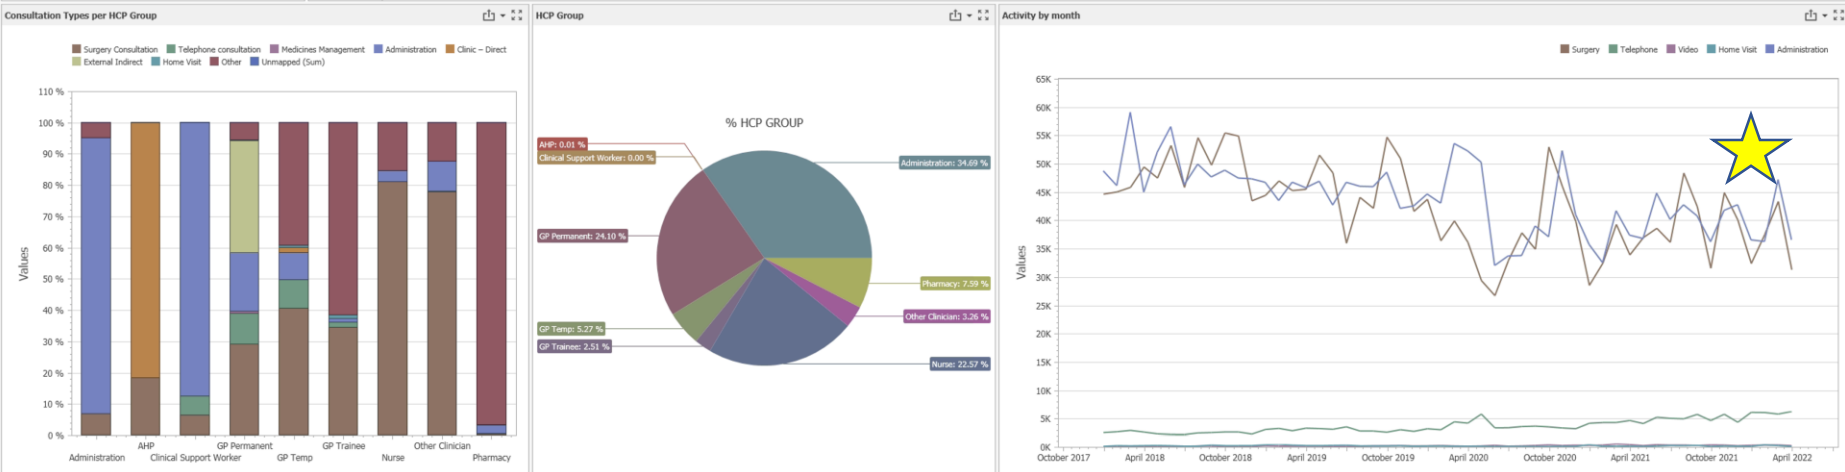 Consultation Types per HCP Group
Surgery Consultation Telephone consultation Medicines Management Administration Clinic – Direct
External Indirect Home Visit Other Unmapped (Sum)
Values
110 %
100 %
90 %
80 %
70 %
60 %
50 %
40 %
30 %
20 %
10 %
0 %
AHP GP Permanent GP Trainee Other Clinician
Administration Clinical Support Worker GP Temp Nurse Pharmacy
HCP Group
% HCP GROUP
AHP: 0.01 %
Clinical Support Worker: 0.00 %
Administration: 34.69 %
GP Permanent: 24.10 %
Pharmacy: 7.59 %
Other Clinician: 3.26 %
GP Temp: 5.27 %
GP Trainee: 2.51 %
Nurse: 22.57 %
Activity by month
Surgery Telephone Video Home Visit Administration
Values
65K
60K
55K
50K
45K
40K
35K
30K
25K
20K
15K
10K
5K
0K
October 2017 April 2018 October 2018 April 2019 October 2019 April 2020 October 2020 April 2021 October 2021 April 2022